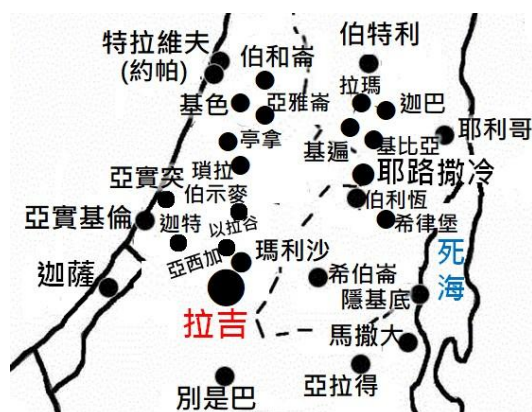 特拉維夫
(約帕)
伯和崙
伯特利
基色
亞雅崙
拉瑪
迦巴
亭拿
基遍
基比亞
耶利哥
瑣拉
耶路撒冷
亞實突
伯示麥
伯利恆
亞實基倫
迦特
以拉谷
希律堡
亞西加
瑪利沙
死海
迦薩
希伯崙
隱基底
拉吉
馬撒大
別是巴
亞拉得